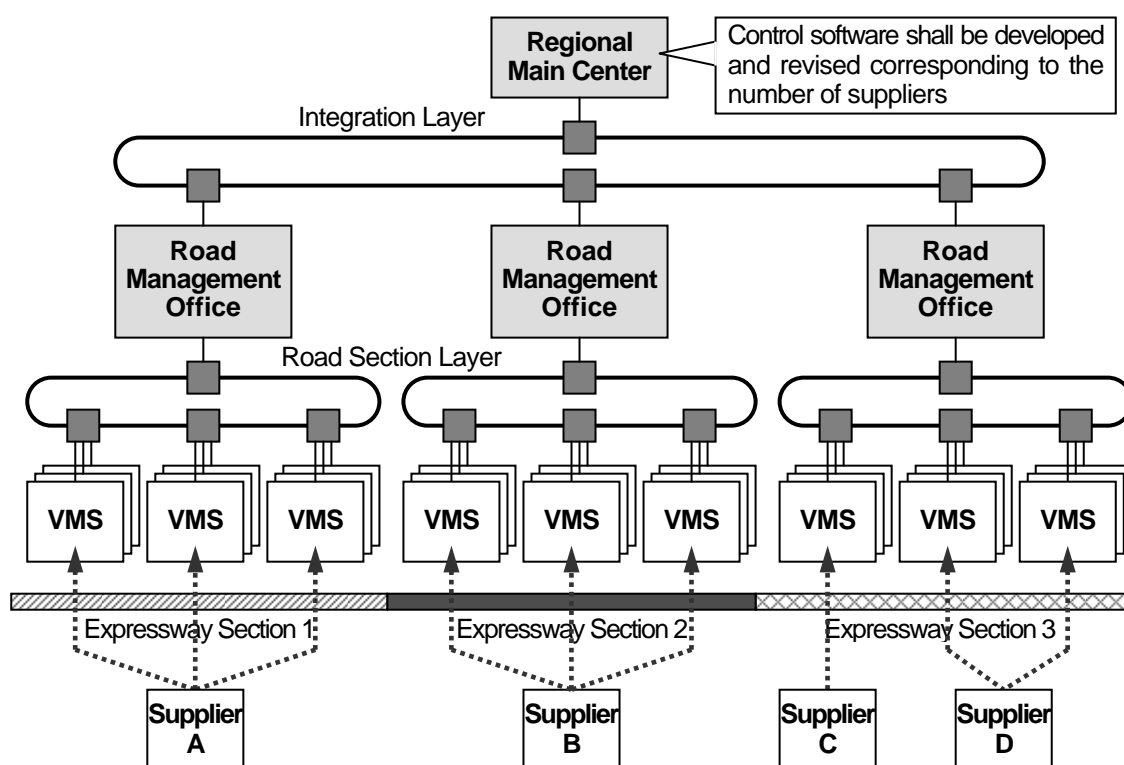 Regional
Main Center
Control software shall be developed
and revised corresponding to the
number of suppliers
Integration Layer
Road
Management
Office
Road
Management
Office
Road
Management
Office
Road Section Layer
VMS
VMS
VMS
VMS
VMS
VMS
VMS
VMS
VMS
Expressway Section 1
Expressway Section 2
Expressway Section 3
Supplier
A
Supplier
B
Supplier
C
Supplier
D